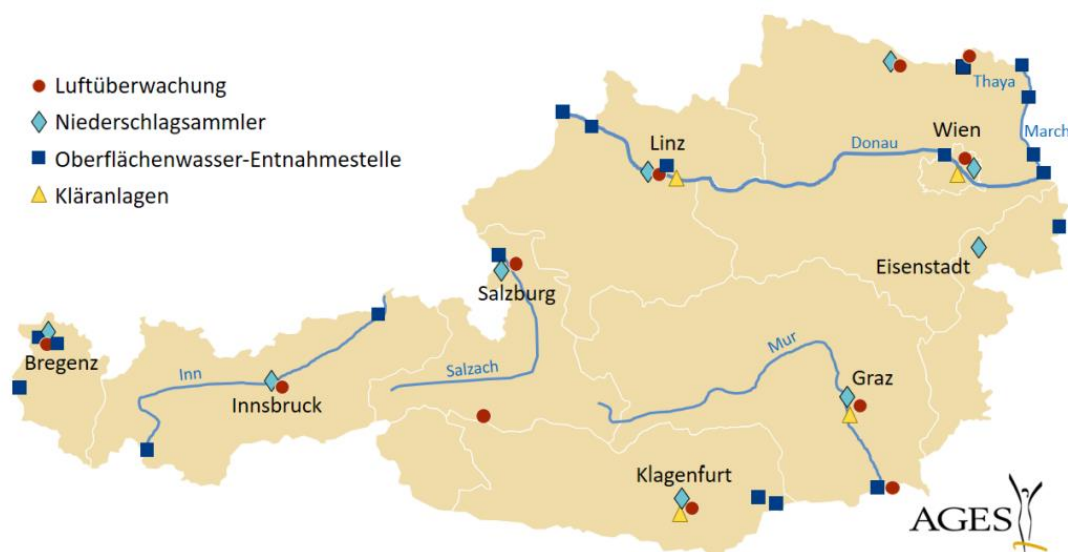 Luftüberwachung
Niederschlagsammler
Oberflächenwasser-Entnahmestelle
Kläranlagen
Thaya
March
Wien
Donau
Linz
Eisenstadt
Salzburg
Bregenz
Inn
Innsbruck
Salzach
Mur
Graz
Klagenfurt
AGES